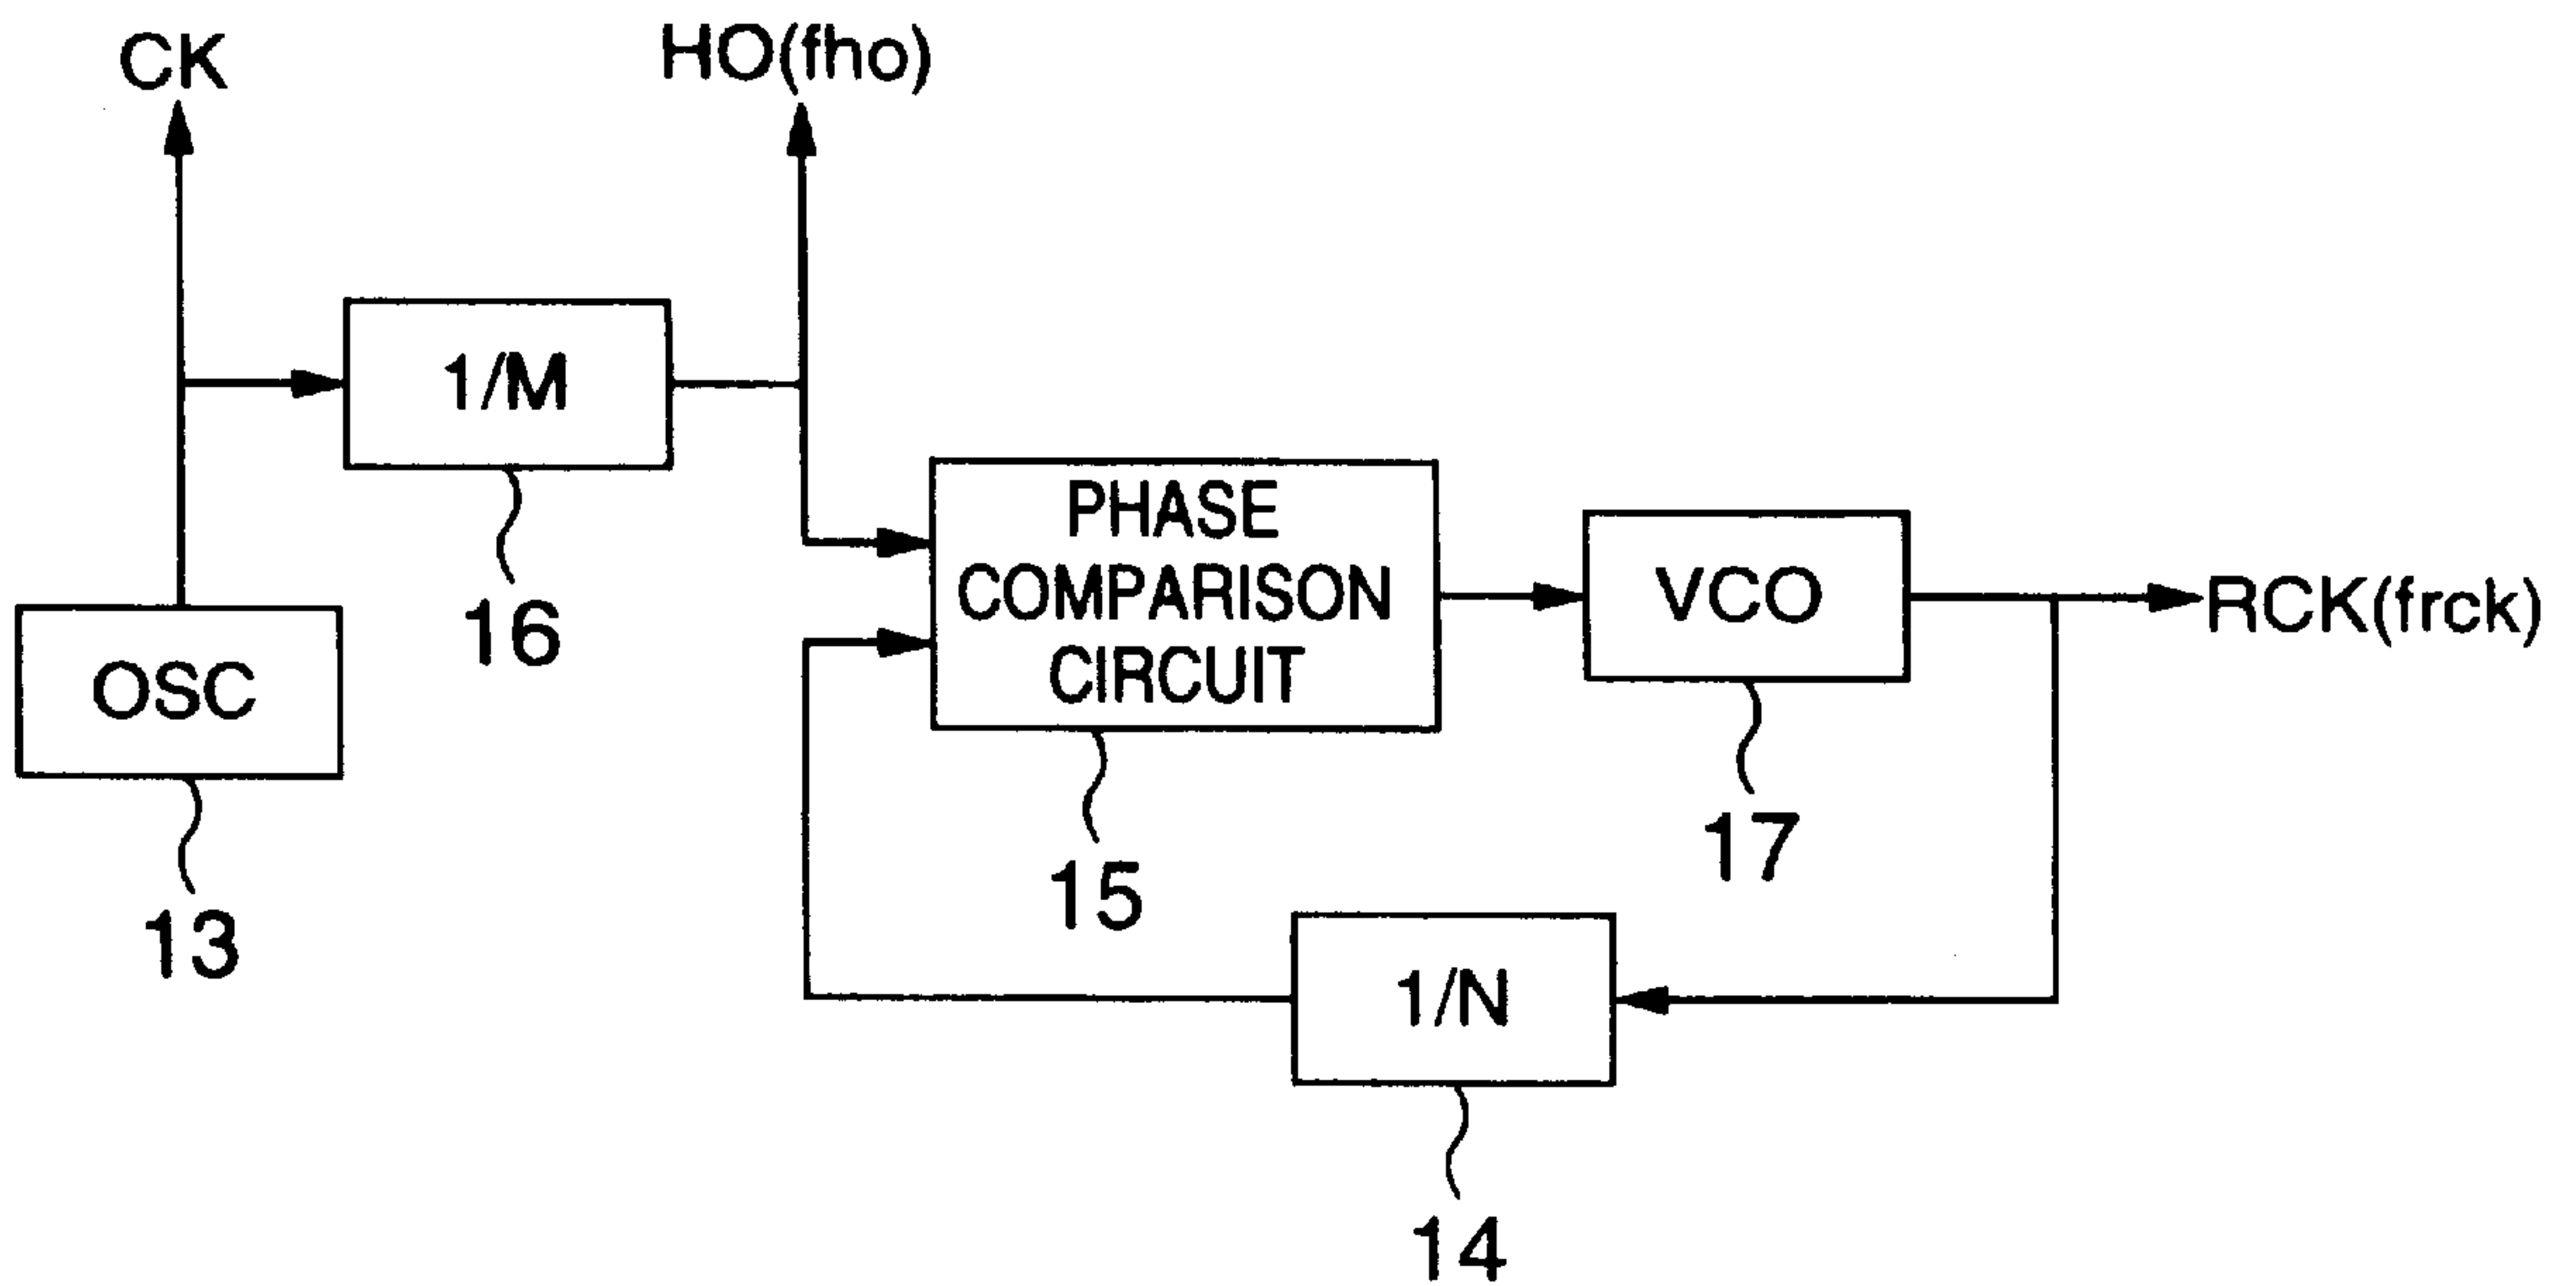 CK
HO(fho)
1/M
16
OSC
13
PHASE
COMPARISON
CIRCUIT
15
VCO
17
RCK(frck)
1/N
14